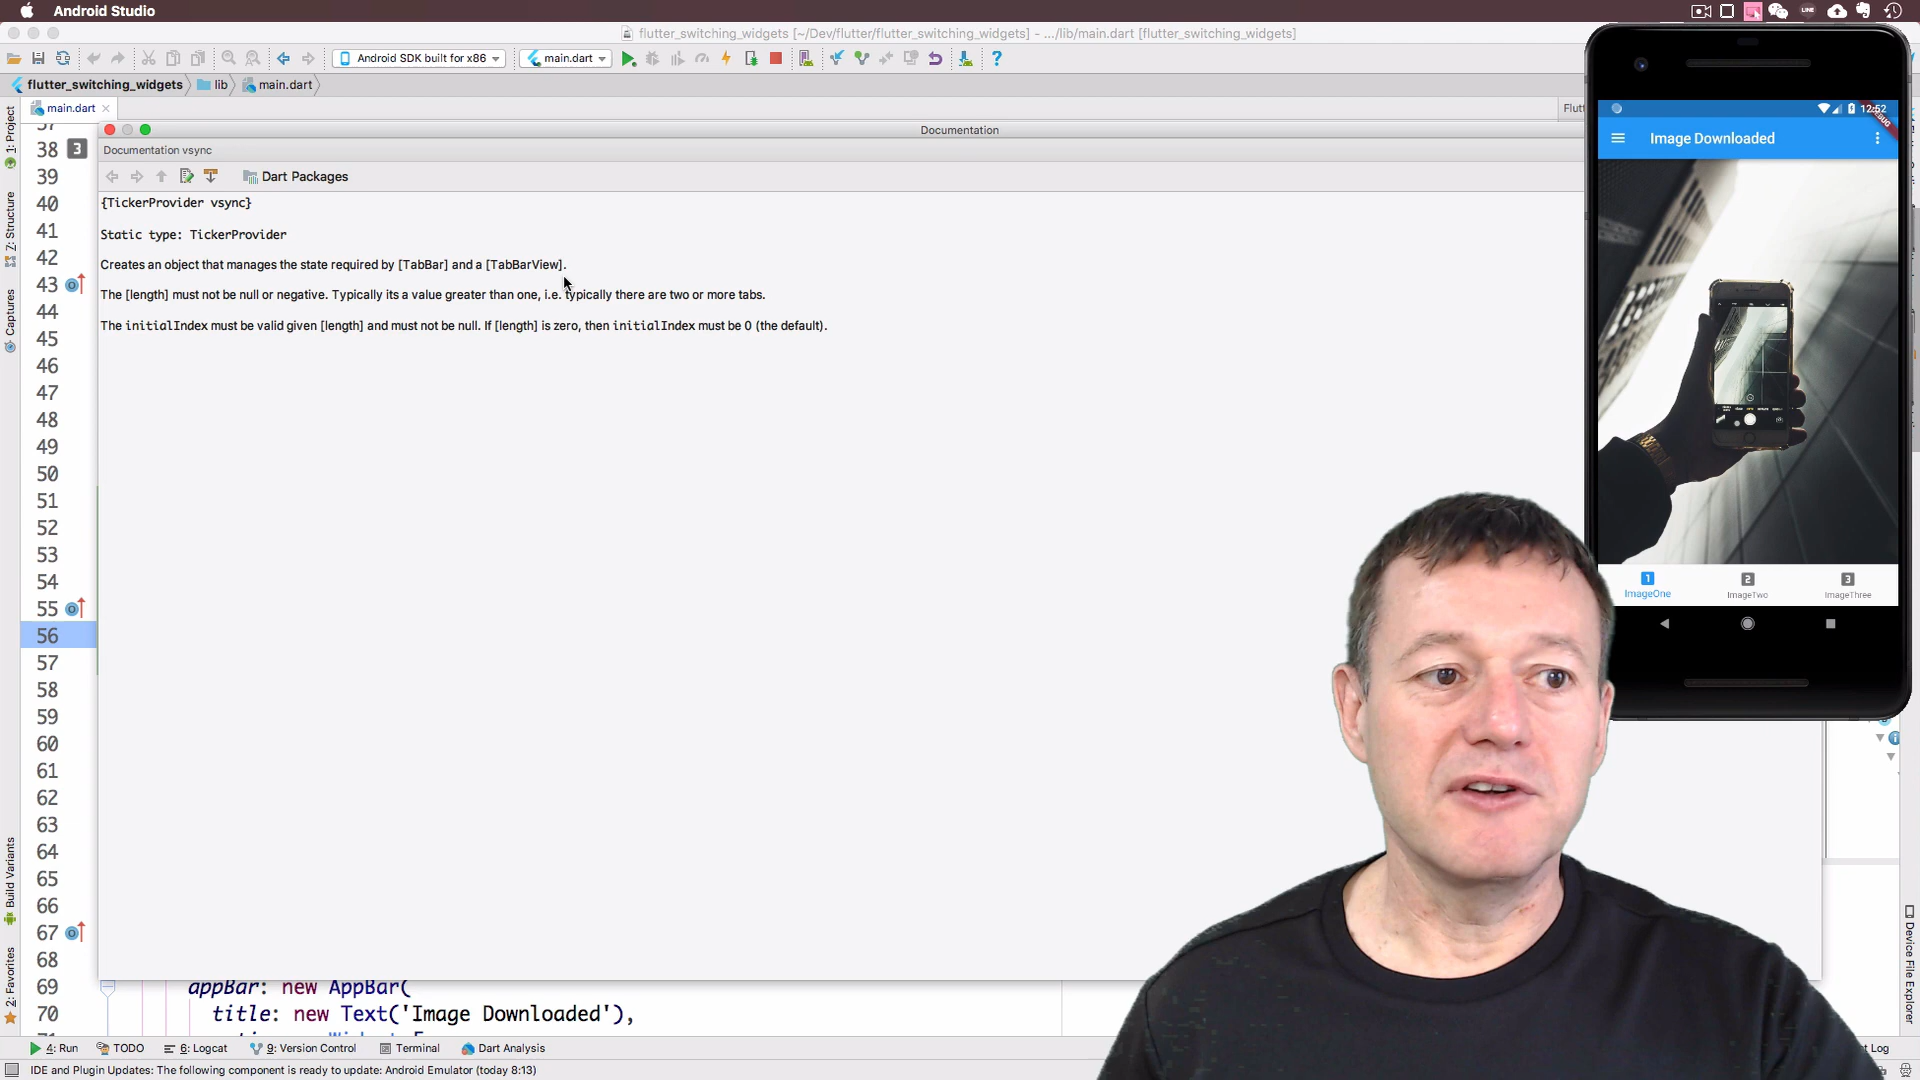 Android Studio
flutter_switching_widgets [~/Dev/flutter/flutter_switching_widgets] - .../lib/main.dart [flutter_switching_widgets]
Android SDK built for x86
main.dart
flutter_switching_widgets
lib
main.dart
main.dart
Flut
Documentation
Documentation vsync
Dart Packages
{TickerProvider vsync}
Static type: TickerProvider
Creates an object that manages the state required by [TabBar] and a [TabBarView].
The [length] must not be null or negative. Typically its a value greater than one, i.e. typically there are two or more tabs.
The initialIndex must be valid given [length] and must not be null. If [length] is zero, then initialIndex must be 0 (the default).
37
38 3
39
40
41
42
43
44
45
46
47
48
49
50
51
52
53
54
55
56
57
58
59
60
61
62
63
64
65
66
67
68
69 appBar: new AppBar(
70 title: new Text('Image Downloaded'),
1: Project
7: Structure
Captures
Build Variants
2: Favorites
Device File Explorer
12:52
DEBUG
Image Downloaded
1
2
3
ImageOne
ImageTwo
ImageThree
4: Run
TODO
6: Logcat
9: Version Control
Terminal
Dart Analysis
t Log
IDE and Plugin Updates: The following component is ready to update: Android Emulator (today 8:13)